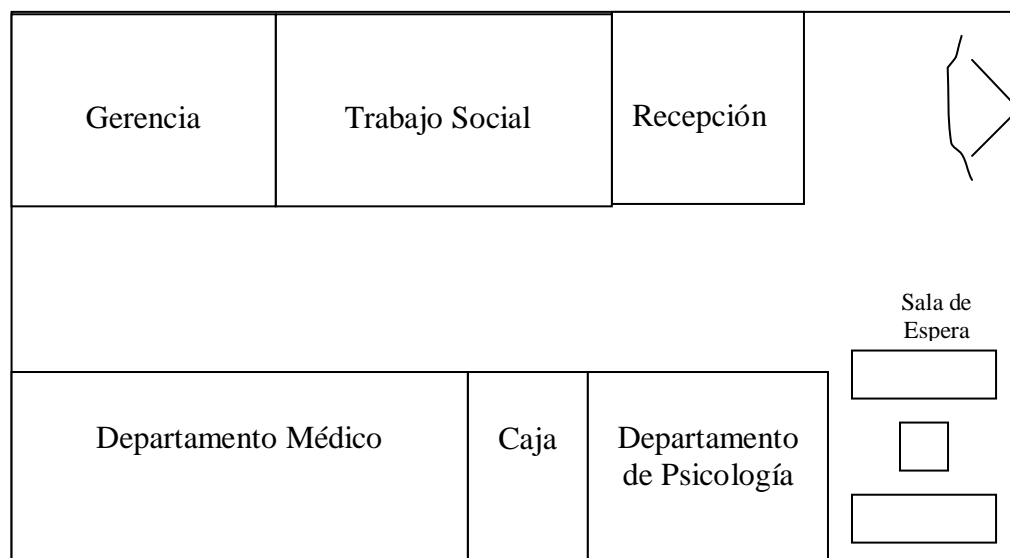 Gerencia
Trabajo Social
Recepción
Sala de
Espera
Departamento Médico
Caja
Departamento
de Psicología